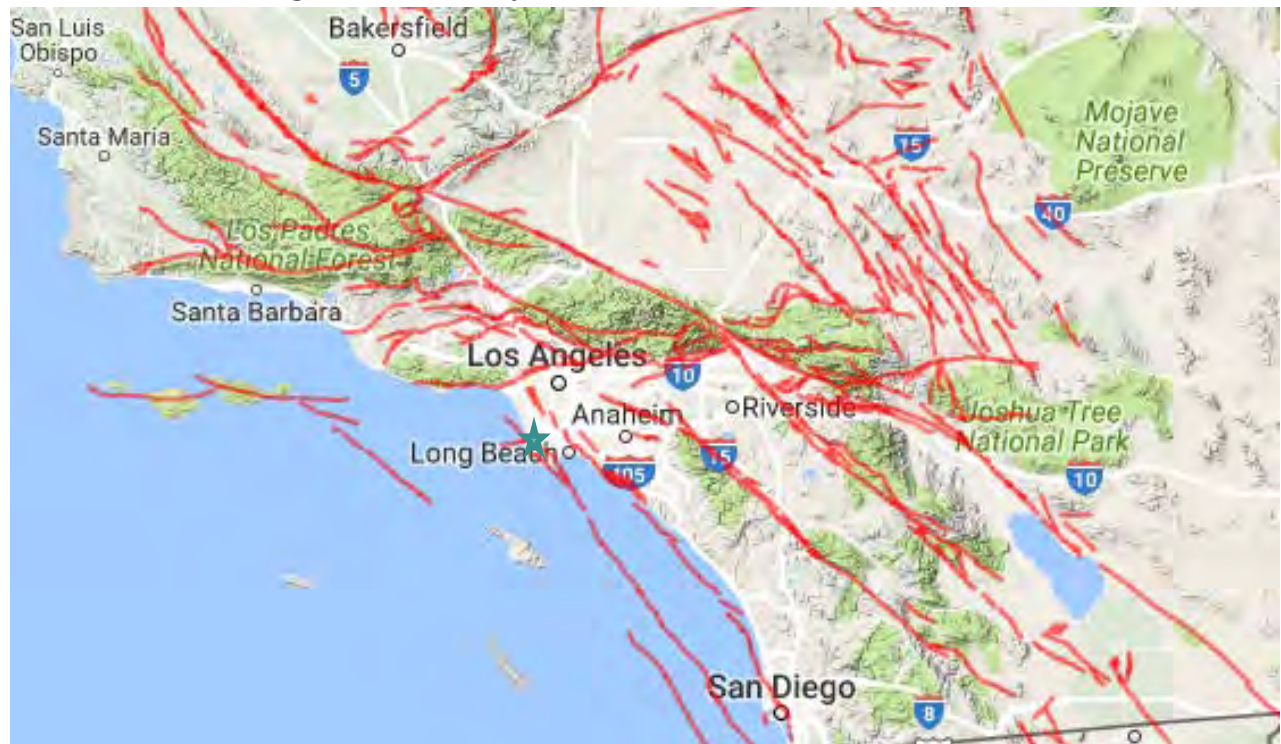 San Luis
Obispo
Bakersfield
5
Santa Maria
Mojave
National
Preserve
15
40
Los Padres
National Forest
Santa Barbara
Los Angeles
10
Anaheim
Riverside
Joshua Tree
National Park
Long Beach
15
10
San Diego
8